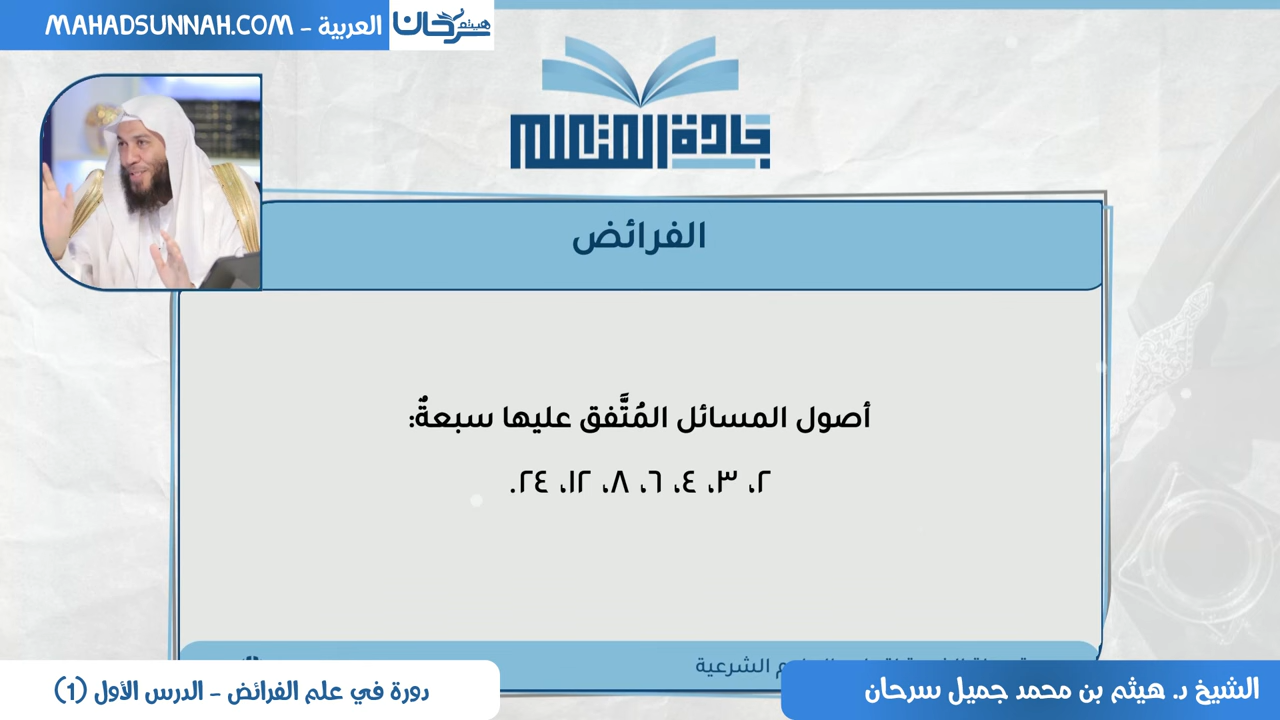 MAHADSUNNAH.COM - العربية
هيثم سرحان
جادة المتعلم
الفرائض
أصول المسائل المُتَّفق عليها سبعةٌ:
٢، ٣، ٤، ٦، ٨، ١٢، ٢٤.
الشرعية
الشيخ د. هيثم بن محمد جميل سرحان
دورة في علم الفرائض - الدرس الأول (1)